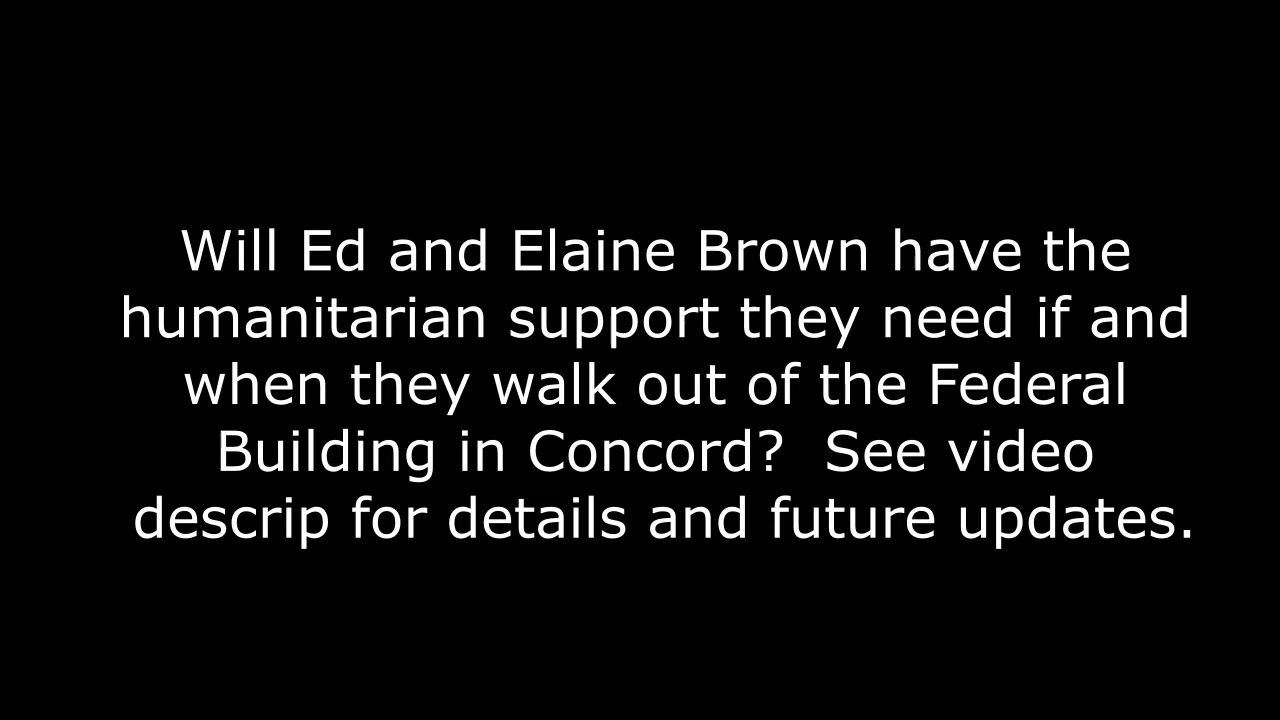 Will Ed and Elaine Brown have the
humanitarian support they need if and
when they walk out of the Federal
Building in Concord?  See video
descrip for details and future updates.